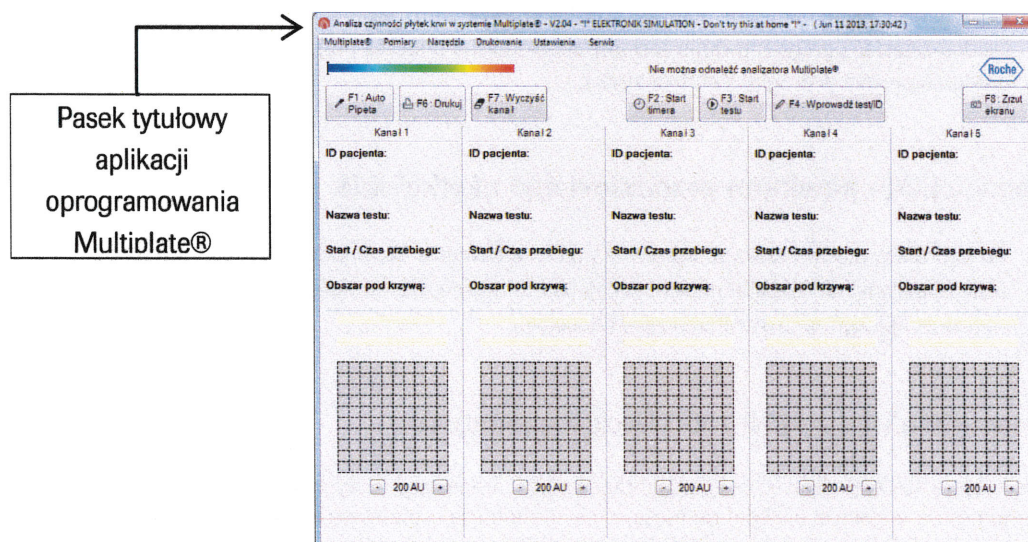 Analiza czynności płytek krwi w systemie Multiplate® - V2.04 - "!" ELEKTRONIK SIMULATION - Don't try this at home "!" - ( Jun 11 2013, 17:30:42 )
Multiplate® Pomiary Narzędzia Drukowanie Ustawienia Serwis
Nie można odnaleźć analizatora Multiplate®
Roche
F1 : Auto Pipeta
F6 : Drukuj
F7 : Wyczyść kanał
F2 : Start timera
F3 : Start testu
F4 : Wprowadź test/ID
F8 : Zrzut ekranu
Pasek tytułowy
aplikacji
oprogramowania
Multiplate®
Kanał 1 Kanał 2 Kanał 3 Kanał 4 Kanał 5
ID pacjenta: ID pacjenta: ID pacjenta: ID pacjenta: ID pacjenta:
Nazwa testu: Nazwa testu: Nazwa testu: Nazwa testu: Nazwa testu:
Start / Czas przebiegu: Start / Czas przebiegu: Start / Czas przebiegu: Start / Czas przebiegu: Start / Czas przebiegu:
Obszar pod krzywą: Obszar pod krzywą: Obszar pod krzywą: Obszar pod krzywą: Obszar pod krzywą:
- 200 AU + - 200 AU + - 200 AU + - 200 AU + - 200 AU +